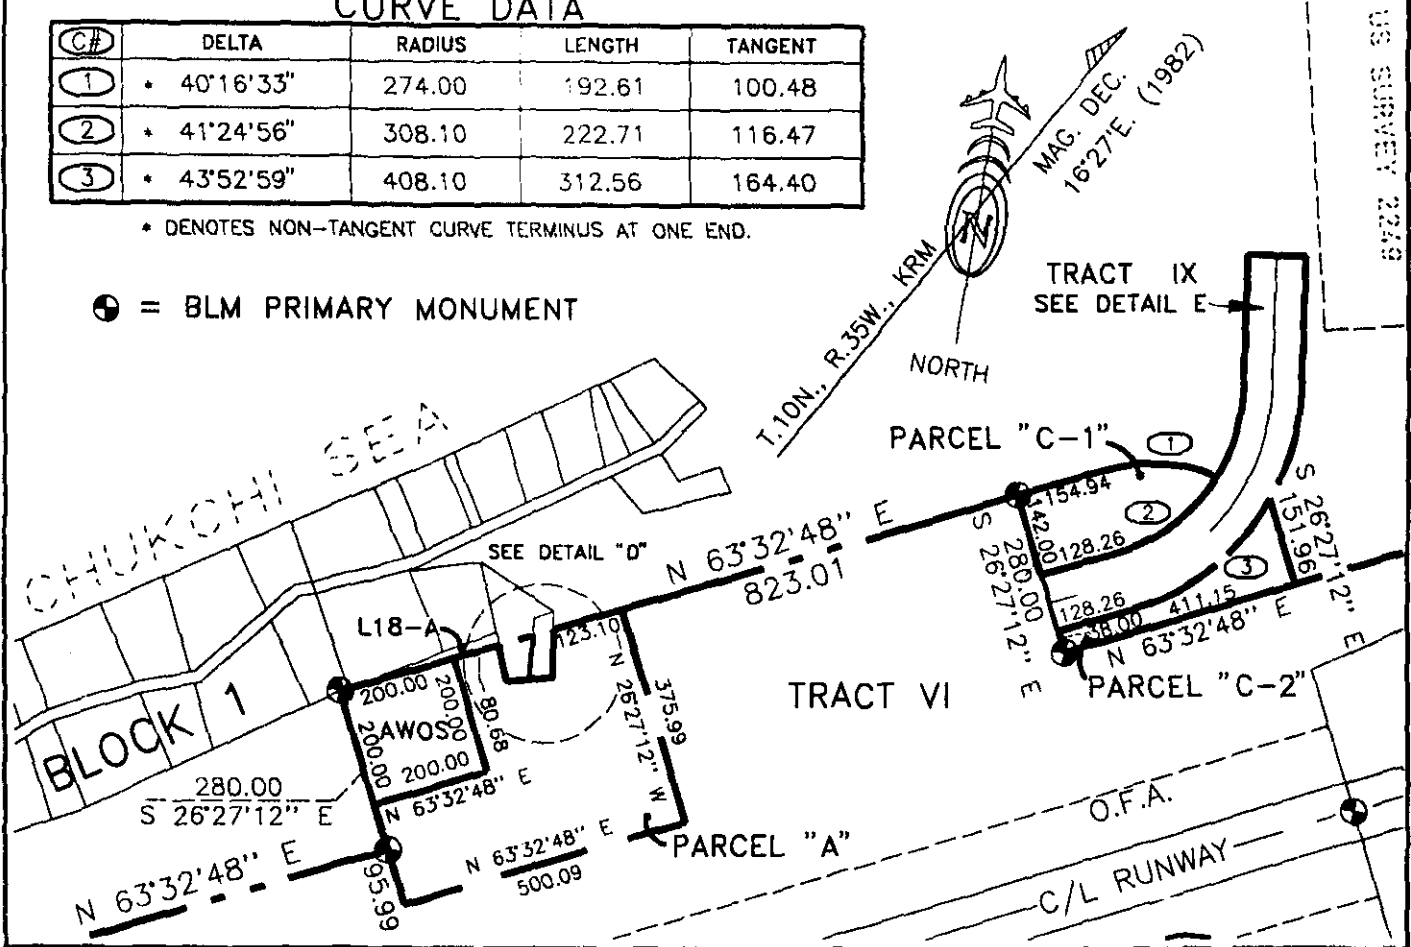 CURVE DATA
C# DELTA RADIUS LENGTH TANGENT
1 * 40°16'33" 274.00 192.61 100.48
2 * 41°24'56" 308.10 222.71 116.47
3 * 43°52'59" 408.10 312.56 164.40
* DENOTES NON-TANGENT CURVE TERMINUS AT ONE END.
= BLM PRIMARY MONUMENT
MAG. DEC.
16°27'E. (1982)
N
NORTH
T.10N., R.35W., KRM
US SURVEY 2249
TRACT IX
SEE DETAIL E
PARCEL "C-1"
1
154.94
142.00
2
128.26
280.00
S 26°27'12" E
S 26°27'12" E
151.96
3
128.26
411.15
38.00
N 63°32'48" E
PARCEL "C-2"
CHUKCHI SEA
SEE DETAIL "D"
N 63°32'48" E
823.01
L18-A
7
123.10
200.00
200.00
AWOS
200.00
80.68
200.00
N 63°32'48" E
N 26°27'12" W
375.99
TRACT VI
BLOCK 1
280.00
S 26°27'12" E
N 63°32'48" E
95.99
N 63°32'48" E
500.09
PARCEL "A"
O.F.A.
C/L RUNWAY